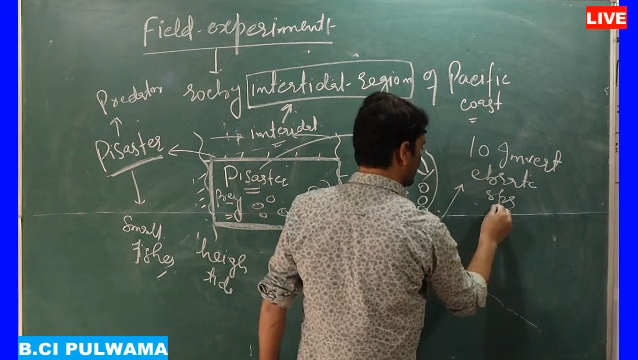 LIVE
Field-experiment
rocky intertidal-region of Pacific coast
Predator
intertidal
Pisaster
Pisaster
Prey
10 Invert
ebrate
sps
Small
fishes
heigh
tide
B.CI PULWAMA